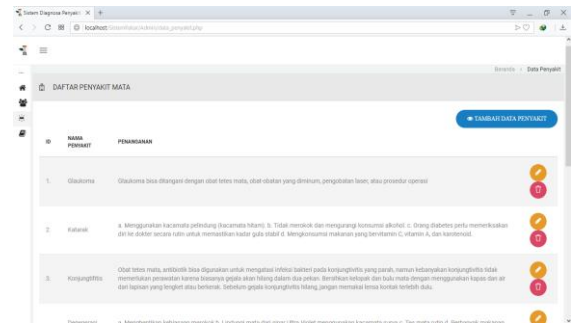 Sistem Diagnosa Penyakit
localhost
Beranda > Data Penyakit
DAFTAR PENYAKIT MATA
TAMBAH DATA PENYAKIT
ID NAMA PENYAKIT PENANGANAN
1. Glaukoma Glaukoma bisa ditangani dengan obat tetes mata, obat-obatan yang diminum, pengobatan laser, atau prosedur operasi
2. Katarak a. Menggunakan kacamata pelindung (kacamata hitam). b. Tidak merokok dan mengurangi konsumsi alkohol. c. Orang diabetes perlu memeriksakan
diri ke dokter secara rutin untuk memastikan kadar gula stabil d. Mengkonsumsi makanan yang bervitamin C, vitamin A, dan karotenoid.
3. Konjungtifitis Obat tetes mata, antibiotik bisa digunakan untuk mengatasi infeksi bakteri pada konjungtivitis yang parah, namun kebanyakan konjungtivitis tidak
memerlukan perawatan karena biasanya gejala akan hilang dalam dua pekan. Bersihkan kelopak dan bulu mata dengan menggunakan kapas dan air
dari lapisan yang lengket atau berkerak. Sebelum gejala konjungtivitis hilang, jangan memakai lensa kontak terlebih dulu.